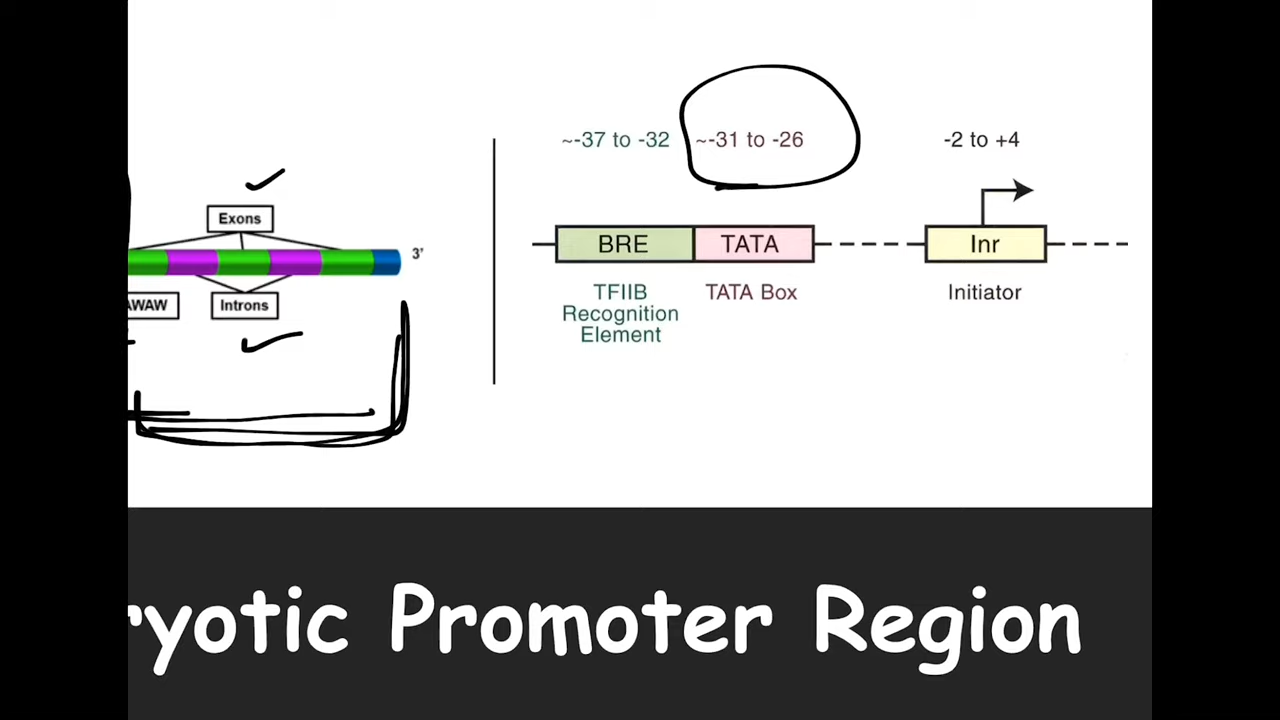 Exons
3'
AWAW
Introns
~-37 to -32
~-31 to -26
-2 to +4
BRE
TATA
Inr
TFIIB
Recognition
Element
TATA Box
Initiator
ryotic Promoter Region